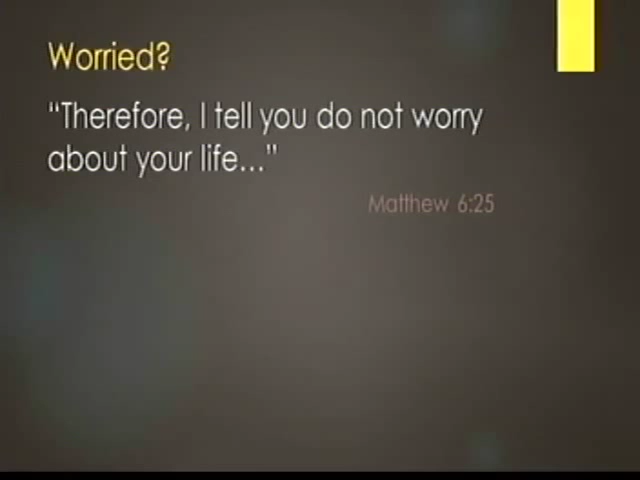 Worried?
“Therefore, I tell you do not worry
about your life...”
Matthew 6:25